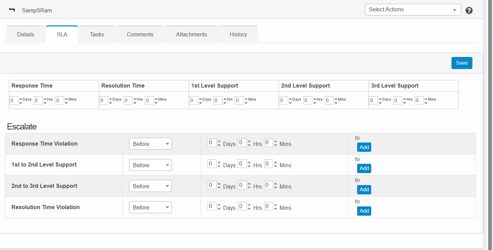 SampSRam
Select Actions
?
Details SLA Tasks Comments Attachments History
Save
Response Time Resolution Time 1st Level Support 2nd Level Support 3rd Level Support
0 Days 0 Hrs 0 Mins 0 Days 0 Hrs 0 Mins 0 Days 0 Hrs 0 Mins 0 Days 0 Hrs 0 Mins 0 Days 0 Hrs 0 Mins
Escalate
Response Time Violation Before 0 Days 0 Hrs 0 Mins to
Add
1st to 2nd Level Support Before 0 Days 0 Hrs 0 Mins to
Add
2nd to 3rd Level Support Before 0 Days 0 Hrs 0 Mins to
Add
Resolution Time Violation Before 0 Days 0 Hrs 0 Mins to
Add